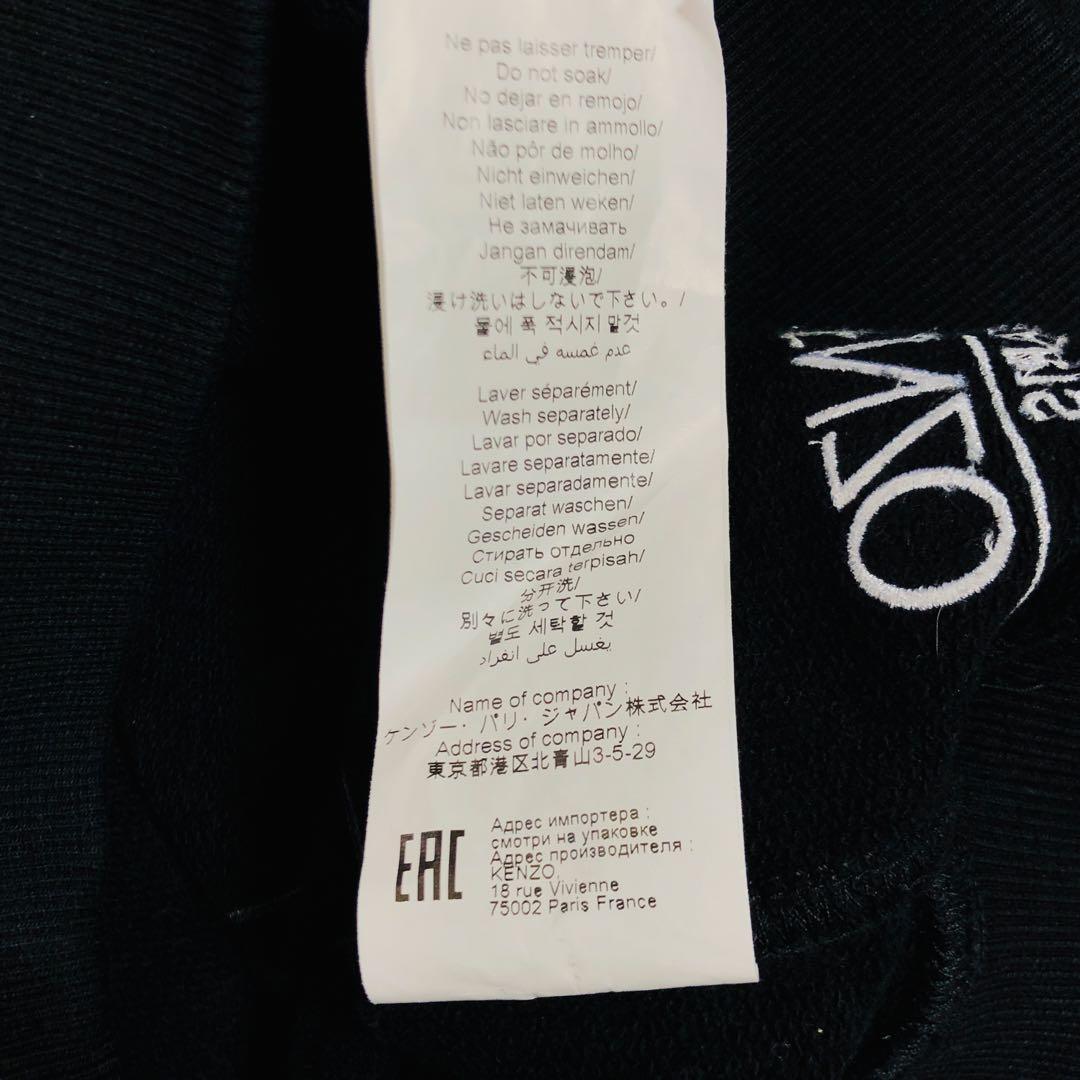 Ne pas laisser tremper/
Do not soak/
No dejar en remojo/
Non lasciare in ammollo/
Não pôr de molho/
Nicht einweichen/
Niet laten weken/
Не замачивать
Jangan direndam/
不可漫泡/
浸け洗いはしないで下さい。/
물에 푹 적시지 말것
عدم غمسه في الماء
Laver séparément/
Wash separately/
Lavar por separado/
Lavare separatamente/
Lavar separadamente/
Separat waschen/
Gescheiden wassen/
Стирать отдельно
Cuci secara terpisah/
分开洗/
別々に洗って下さい/
별도 세탁할 것
يغسل على انفراد
Name of company :
ケンゾー・パリ・ジャパン株式会社
Address of company :
東京都港区北青山3-5-29
EAC
Адрес импортера :
смотри на упаковке
Адрес производителя :
KENZO,
18 rue Vivienne
75002 Paris France